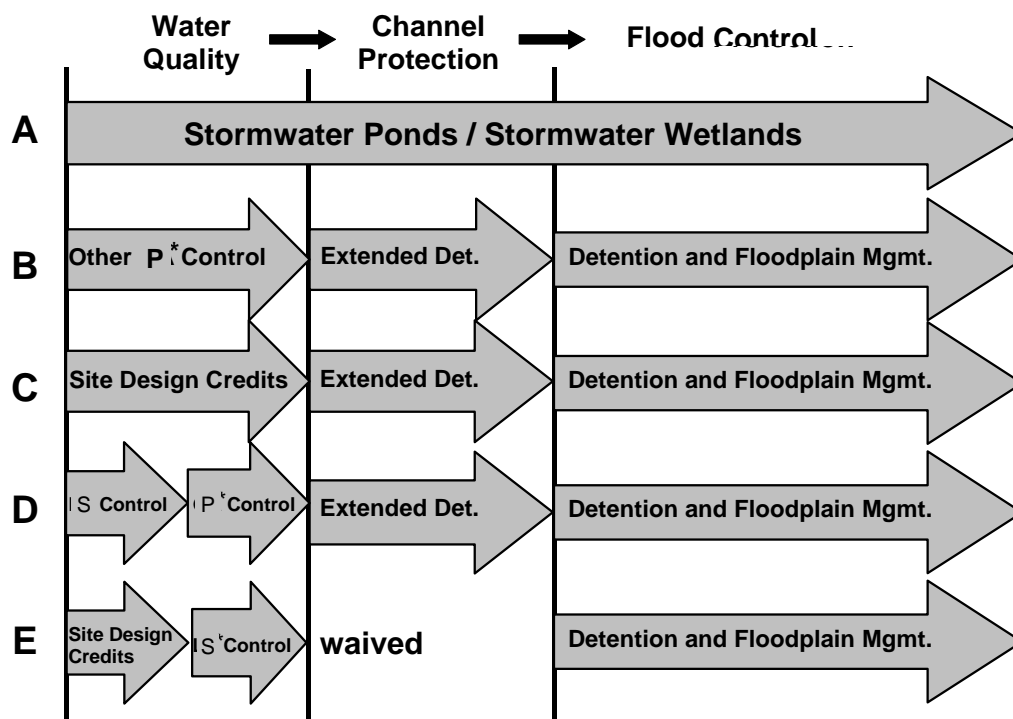 Water Quality
Channel Protection
Flood Control
A
Stormwater Ponds / Stormwater Wetlands
B
Other P * Control
Extended Det.
Detention and Floodplain Mgmt.
C
Site Design Credits
Extended Det.
Detention and Floodplain Mgmt.
D
Control
P * Control
Extended Det.
Detention and Floodplain Mgmt.
E
Site Design
Credits
Control
waived
Detention and Floodplain Mgmt.